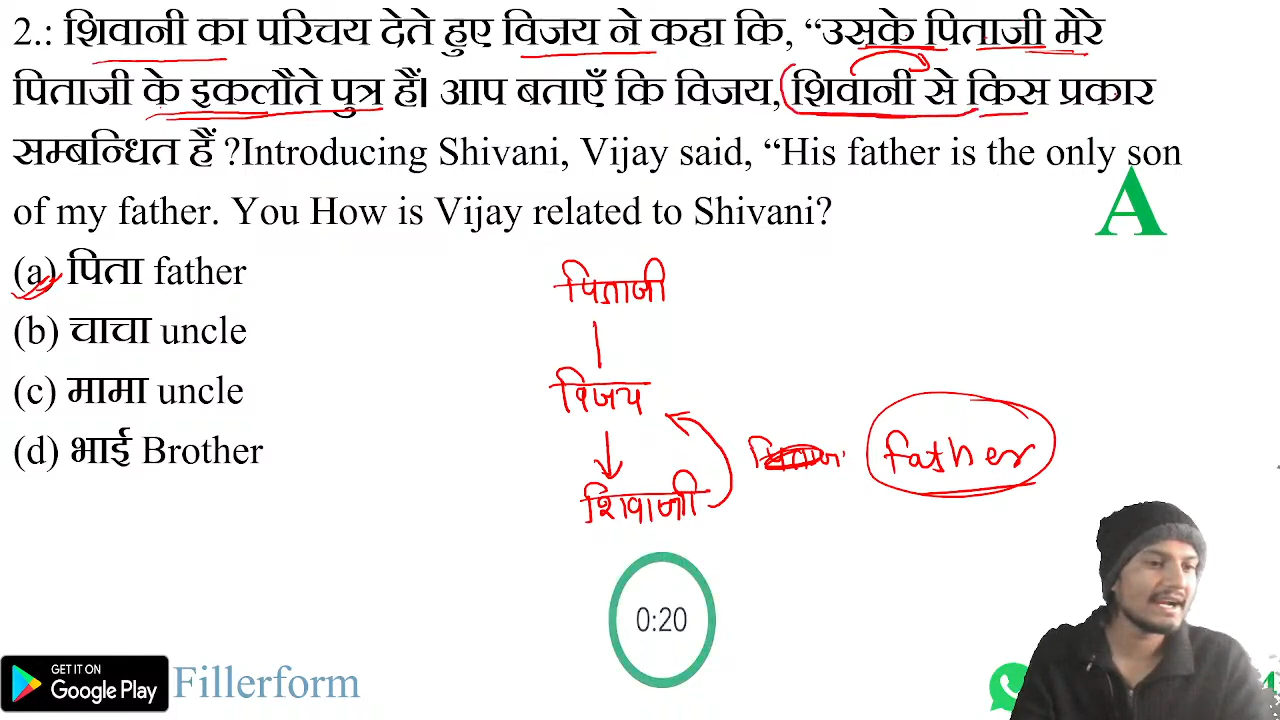 2.: शिवानी का परिचय देते हुए विजय ने कहा कि, “उसके पिताजी मेरे
पिताजी के इकलौते पुत्र हैं। आप बताएँ कि विजय, शिवानी से किस प्रकार
सम्बन्धित हैं ?Introducing Shivani, Vijay said, “His father is the only son
of my father. You How is Vijay related to Shivani?
A
(a) पिता father
(b) चाचा uncle
(c) मामा uncle
(d) भाई Brother
पिताजी
विजय
father
0:20
GET IT ON
Google Play
Fillerform